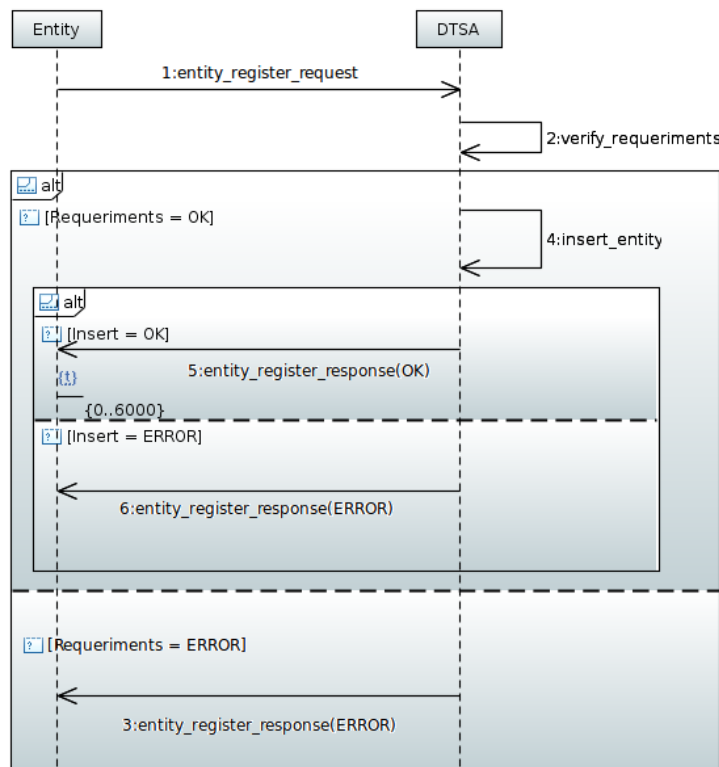 Entity
DTSA
1:entity_register_request
2:verify_requeriments
alt
[Requeriments = OK]
4:insert_entity
alt
[Insert = OK]
5:entity_register_response(OK)
{t}
{0..6000}
[Insert = ERROR]
6:entity_register_response(ERROR)
[Requeriments = ERROR]
3:entity_register_response(ERROR)